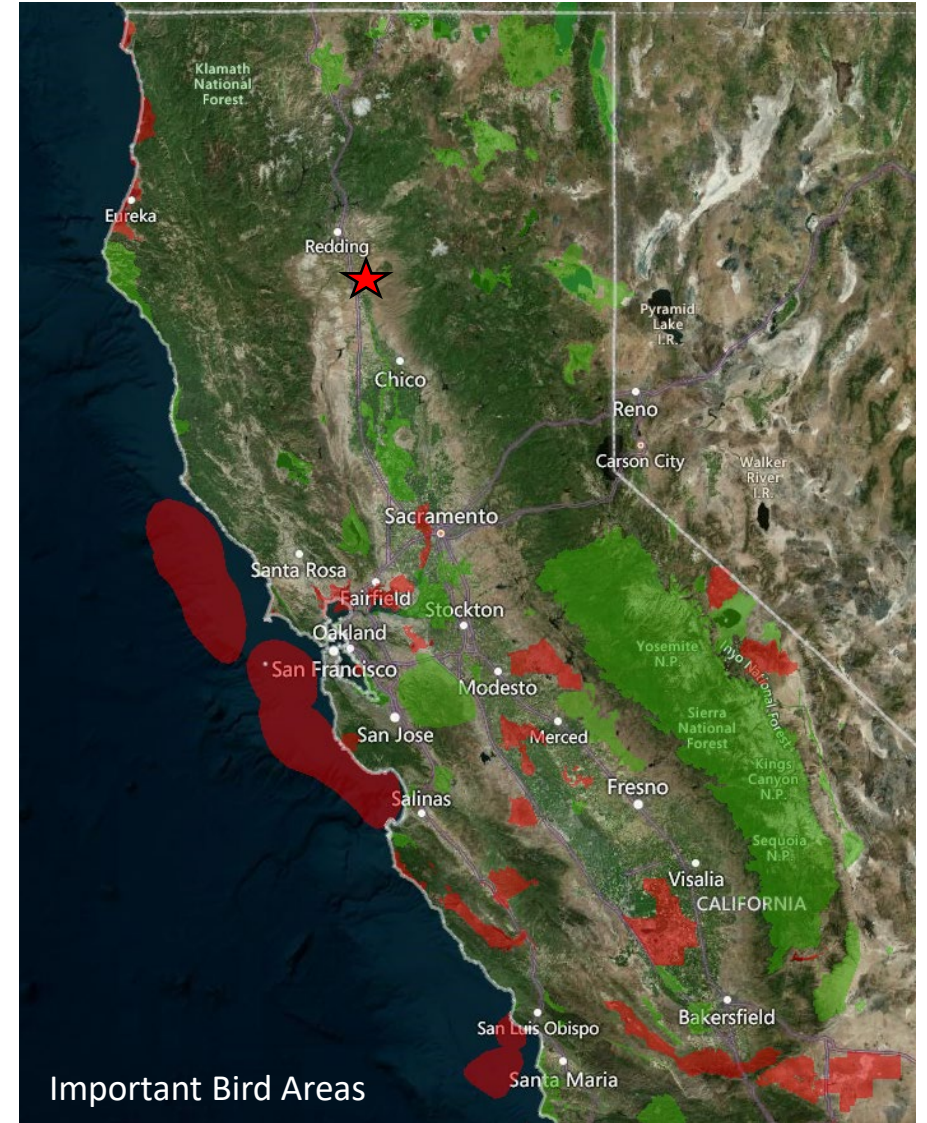 Klamath
National
Forest
Eureka
Redding
Pyramid
Lake
I.R.
Chico
Reno
Carson City
Walker
River
I.R.
Sacramento
Santa Rosa
Fairfield
Stockton
Oakland
San Francisco
Yosemite
N.P.
Inyo National Forest
Modesto
San Jose
Merced
Sierra
National
Forest
Kings
Canyon
N.P.
Fresno
Salinas
Sequoia
N.P.
Visalia
CALIFORNIA
Bakersfield
San Luis Obispo
Santa Maria
Important Bird Areas